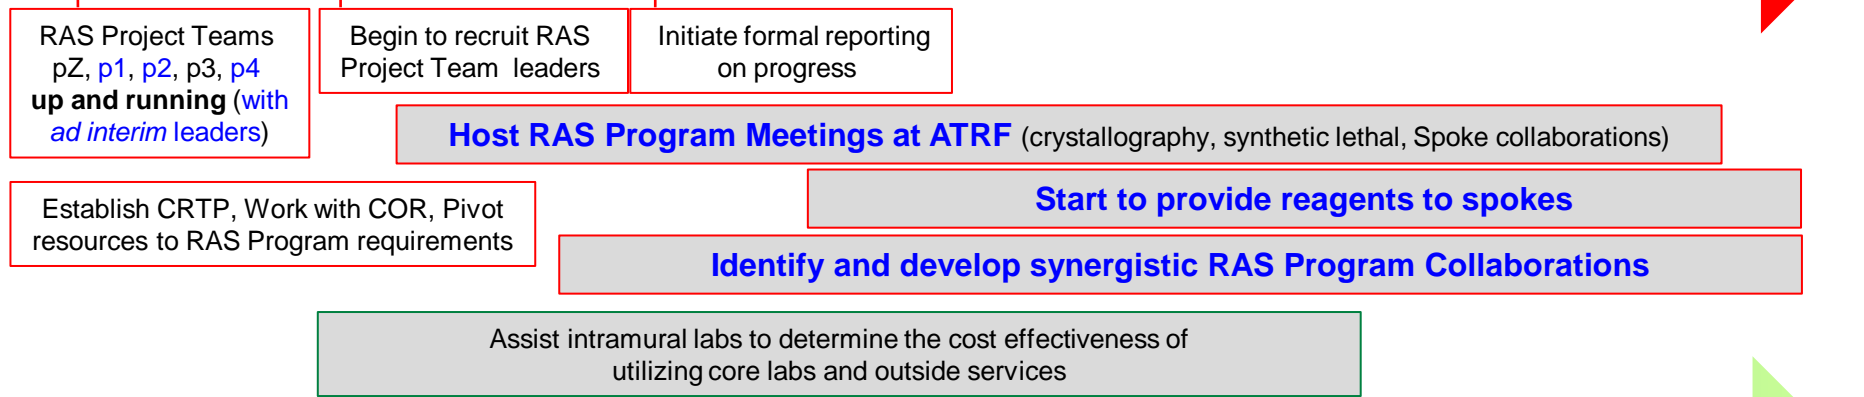 RAS Project Teams
pZ, p1, p2, p3, p4
up and running (with
ad interim leaders)
Begin to recruit RAS
Project Team leaders
Initiate formal reporting
on progress
Host RAS Program Meetings at ATRF (crystallography, synthetic lethal, Spoke collaborations)
Start to provide reagents to spokes
Establish CRTP, Work with COR, Pivot
resources to RAS Program requirements
Identify and develop synergistic RAS Program Collaborations
Assist intramural labs to determine the cost effectiveness of
utilizing core labs and outside services